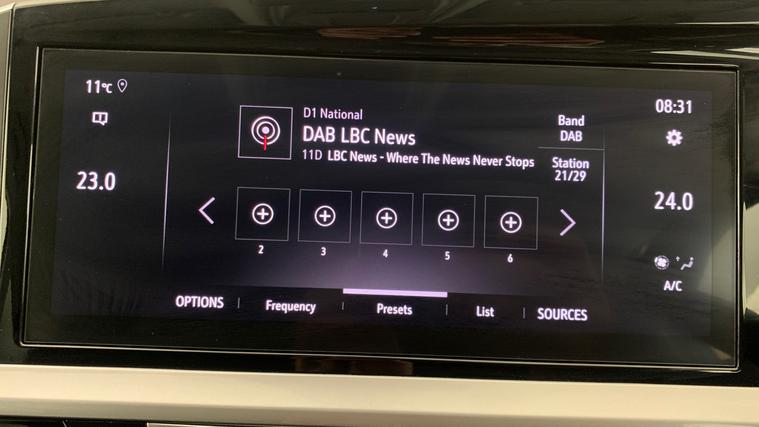 11°C
08:31
D1 National
DAB LBC News
11D LBC News - Where The News Never Stops
Band
DAB
Station
21/29
23.0
24.0
2 3 4 5 6
A/C
OPTIONS Frequency Presets List SOURCES